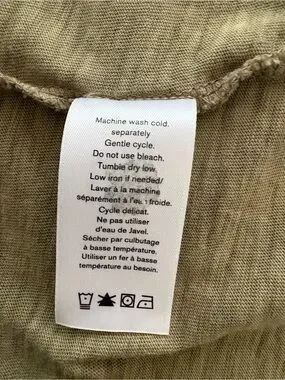 Machine wash cold.
separately
Gentle cycle.
Do not use bleach.
Tumble dry low.
Low iron if needed/
Laver à la machine
séparément à l'eau froide.
Cycle délicat.
Ne pas utiliser
d'eau de Javel.
Sécher par culbutage
à basse température.
Utiliser un fer à basse
température au besoin.